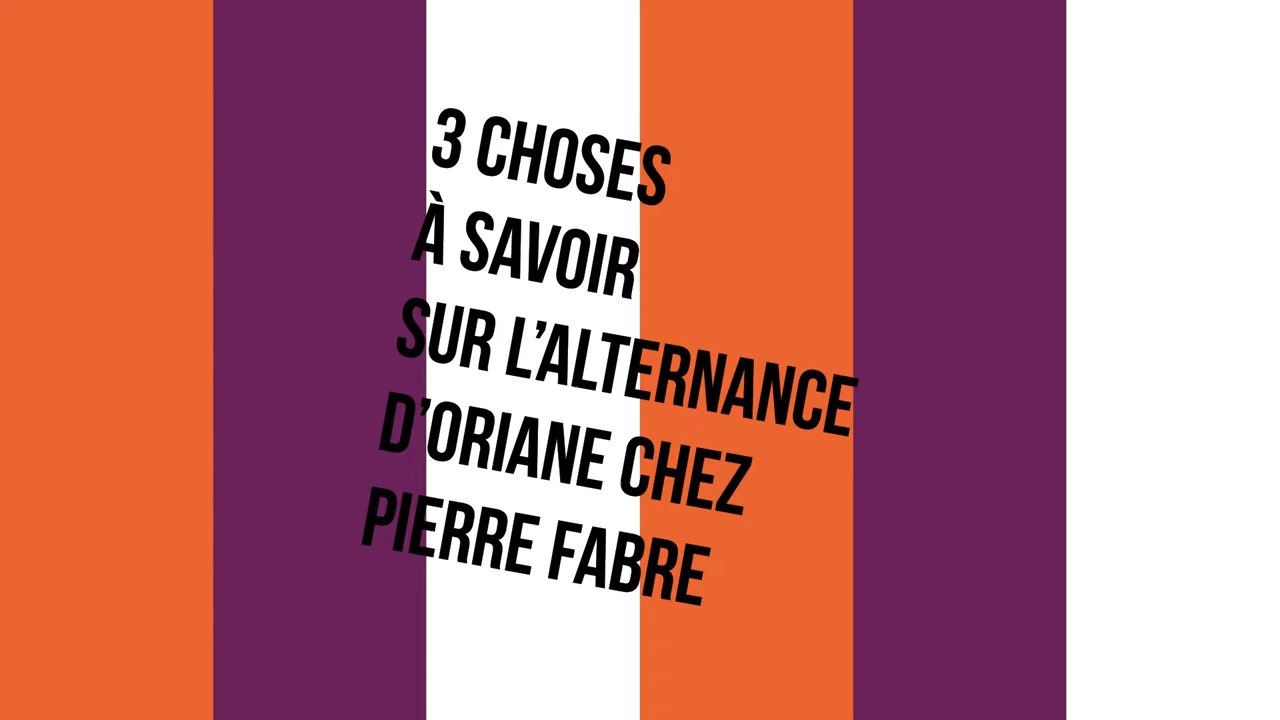 3 CHOSES
À SAVOIR
SUR L’ALTERNANCE
D’ORIANE CHEZ
PIERRE FABRE